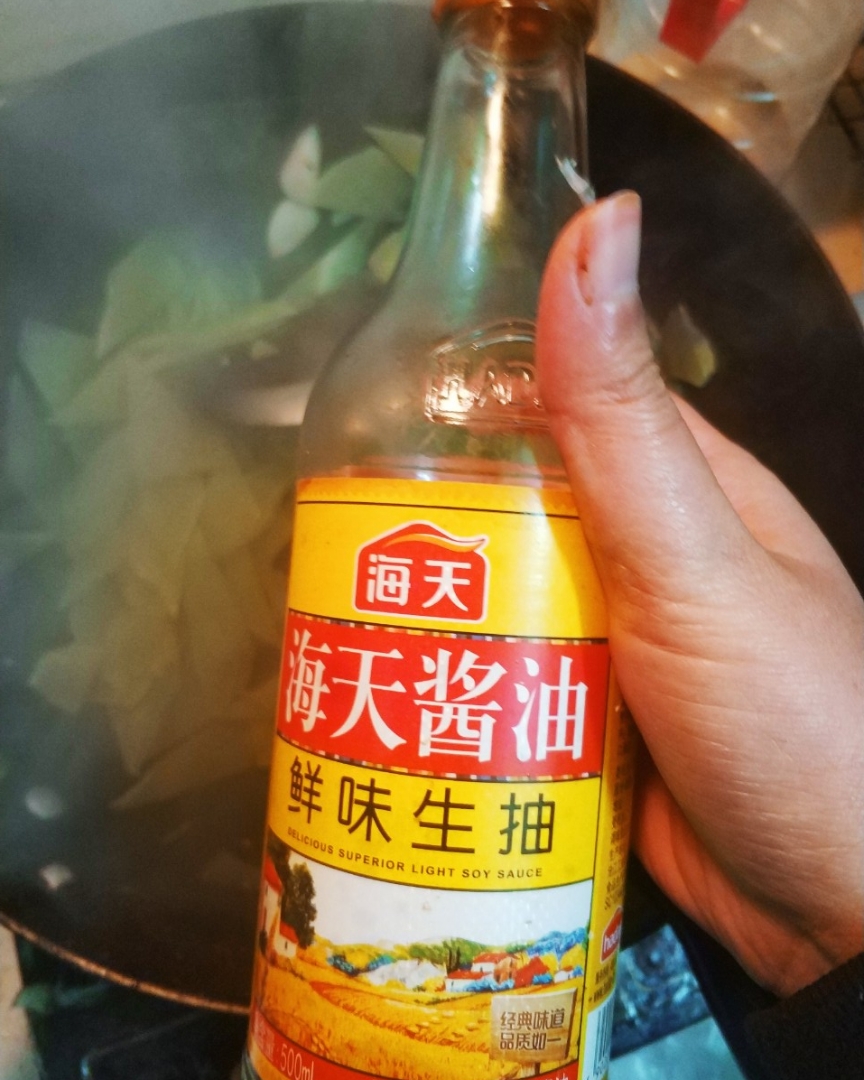 海天
海天酱油
鲜味生抽
DELICIOUS SUPERIOR LIGHT SOY SAUCE
经典味道
品质如一
500ml